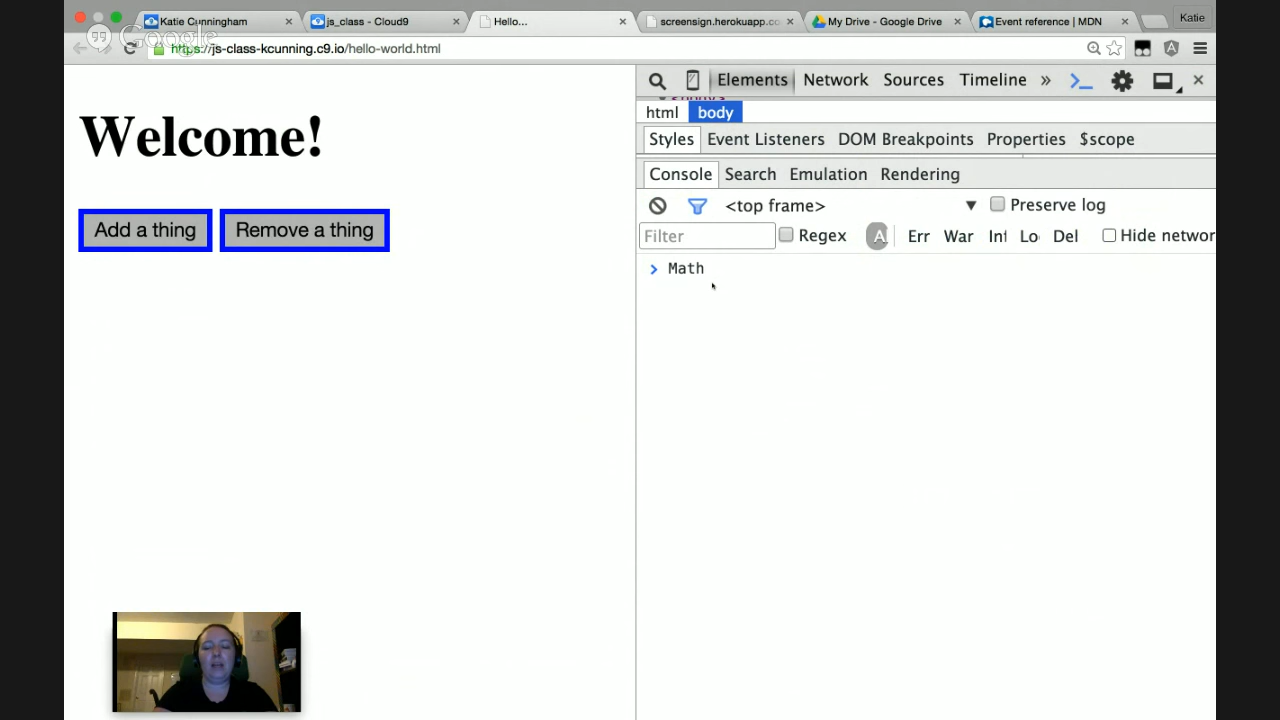 Katie Cunningham
js_class - Cloud9
Hello...
screensign.herokuapp.co
My Drive - Google Drive
Event reference | MDN
Katie
Google
https://js-class-kcunning.c9.io/hello-world.html
Welcome!
Add a thing
Remove a thing
Elements Network Sources Timeline »
html body
Styles Event Listeners DOM Breakpoints Properties $scope
Console Search Emulation Rendering
<top frame> ▼ Preserve log
Filter Regex A Err War Inf Lo Del Hide networ
> Math